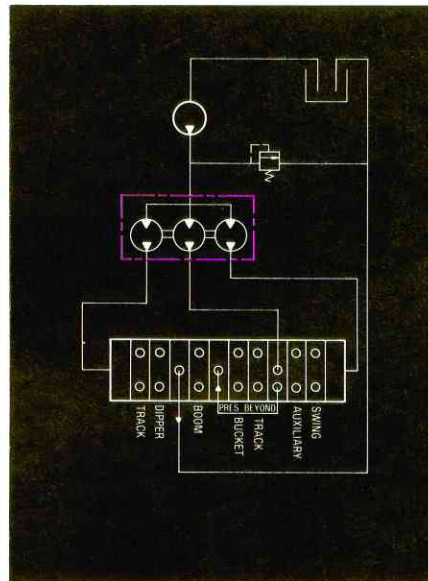 TRACK
DIPPER
BOOM
PRES BEYOND
BUCKET
TRACK
AUXILIARY
SWING